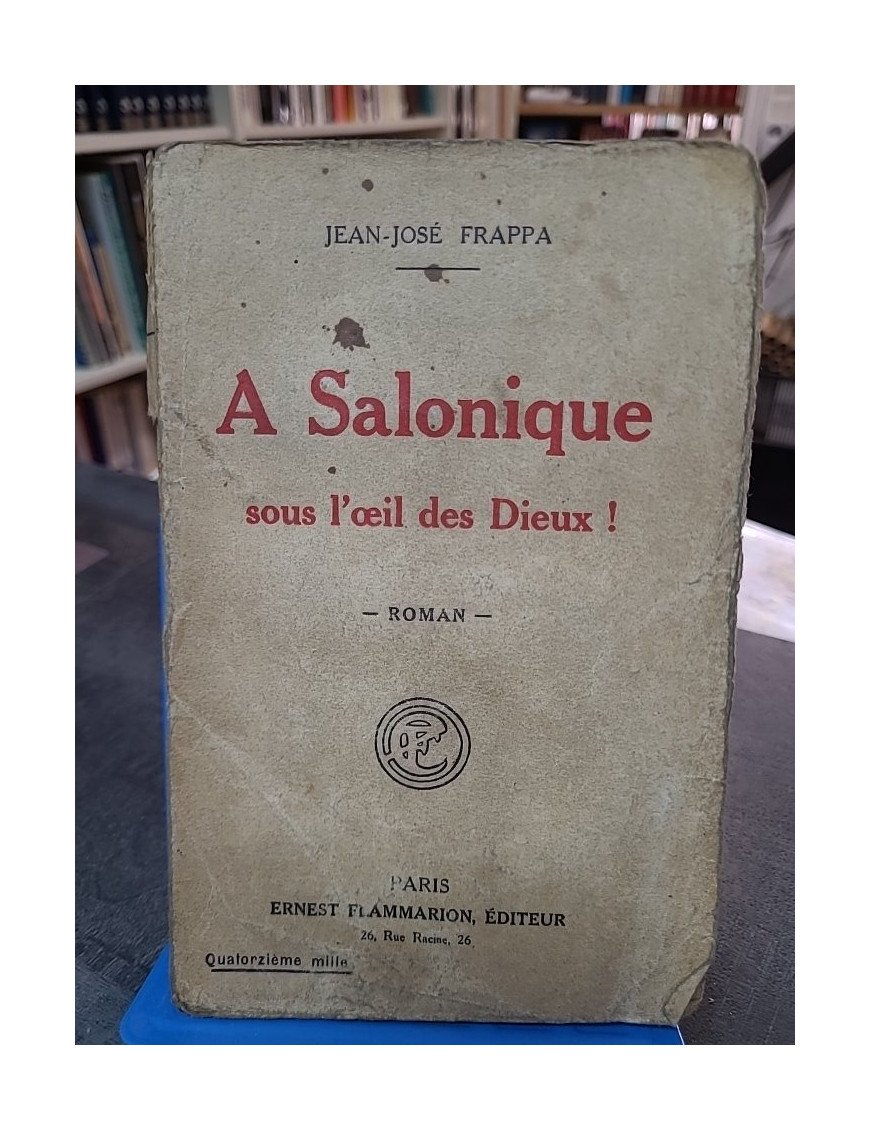 JEAN-JOSÉ FRAPPA
A Salonique
sous l'œil des Dieux !
— ROMAN —
PARIS
ERNEST FLAMMARION, ÉDITEUR
26, Rue Racine, 26
Quatorzième mille